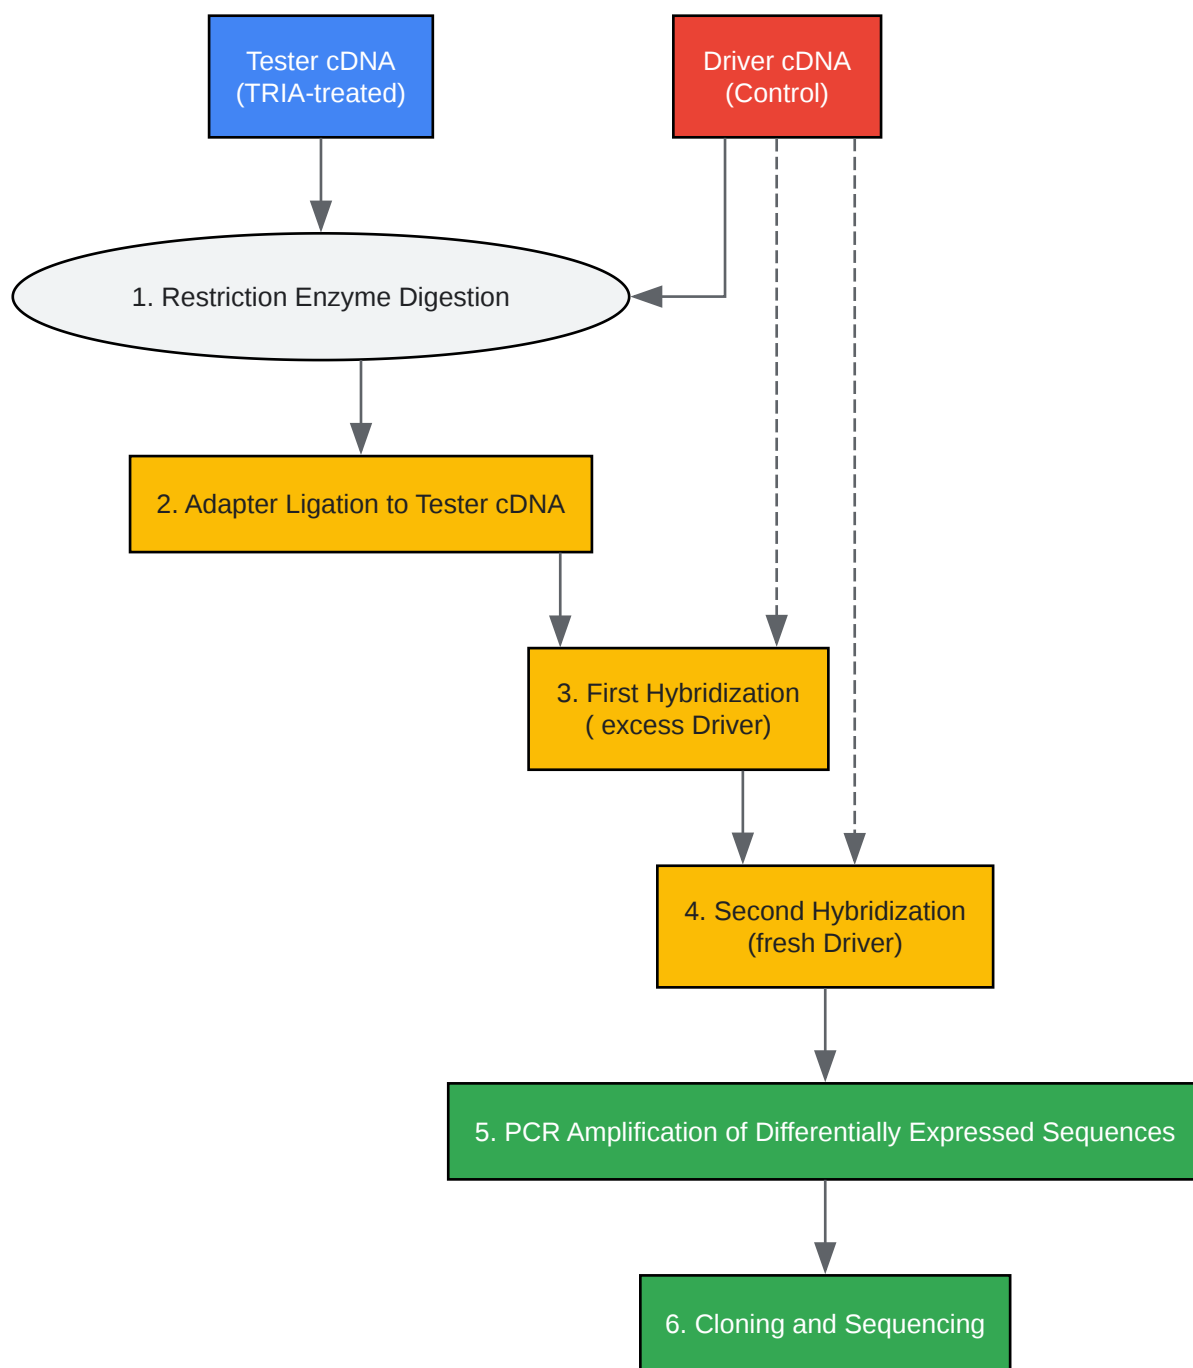 Tester cDNA
(TRIA-treated)
Driver cDNA
(Control)
1. Restriction Enzyme Digestion
2. Adapter Ligation to Tester cDNA
3. First Hybridization
( excess Driver)
4. Second Hybridization
(fresh Driver)
5. PCR Amplification of Differentially Expressed Sequences
6. Cloning and Sequencing